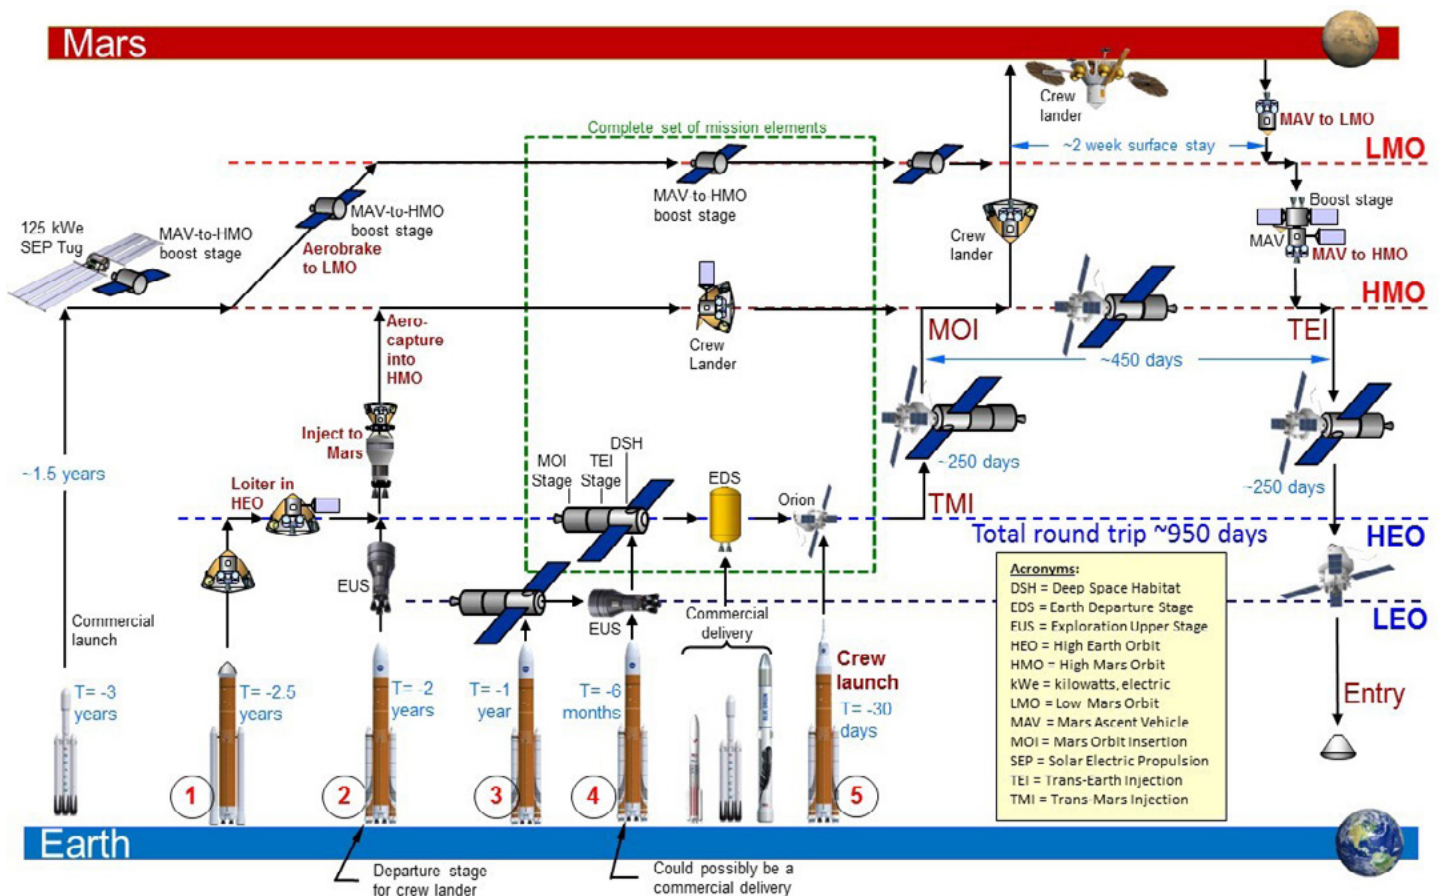 Mars
Complete set of mission elements
Crew
lander
MAV to LMO
LMO
~2 week surface stay
125 kWe
SEP Tug
MAV-to-HMO
boost stage
MAV-to-HMO
boost stage
Aerobrake
to LMO
MAV-to-HMO
boost stage
Crew
lander
Boost stage
MAV
MAV to HMO
HMO
Aero-
capture
into
HMO
Crew
Lander
MOI
TEI
~450 days
~1.5 years
Inject to
Mars
Loiter in
HEO
MOI
Stage
TEI
Stage
DSH
EDS
Orion
~250 days
TMI
~250 days
Total round trip ~950 days
HEO
EUS
EUS
Commercial
delivery
LEO
Acronyms:
DSH = Deep Space Habitat
EDS = Earth Departure Stage
EUS = Exploration Upper Stage
HEO = High Earth Orbit
HMO = High Mars Orbit
kWe = kilowatts, electric
LMO = Low Mars Orbit
MAV = Mars Ascent Vehicle
MOI = Mars Orbit Insertion
SEP = Solar Electric Propulsion
TEI = Trans-Earth Injection
TMI = Trans-Mars Injection
Commercial
launch
T= -3
years
T= -2.5
years
T= -2
years
T= -1
year
T= -6
months
Crew
launch
T= -30
days
Entry
1
2
3
4
5
Earth
Departure stage
for crew lander
Could possibly be a
commercial delivery